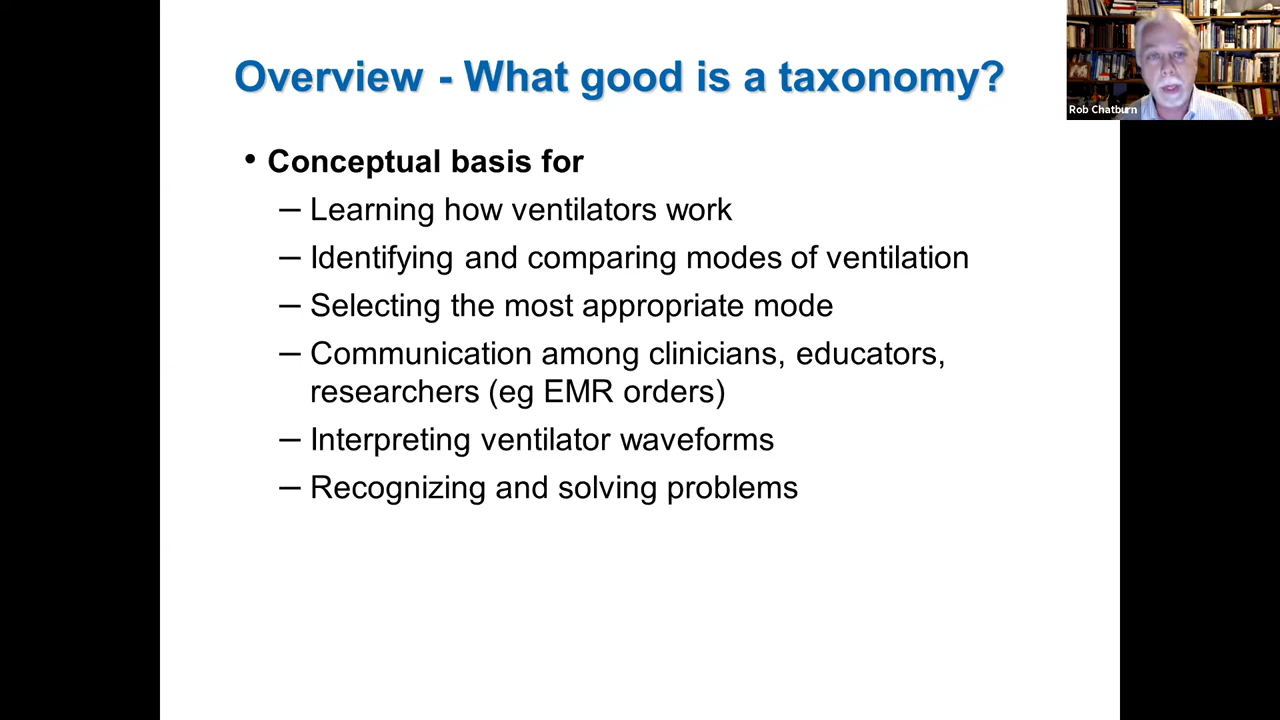 Overview - What good is a taxonomy?
Rob Chatburn
• Conceptual basis for
– Learning how ventilators work
– Identifying and comparing modes of ventilation
– Selecting the most appropriate mode
– Communication among clinicians, educators,
researchers (eg EMR orders)
– Interpreting ventilator waveforms
– Recognizing and solving problems